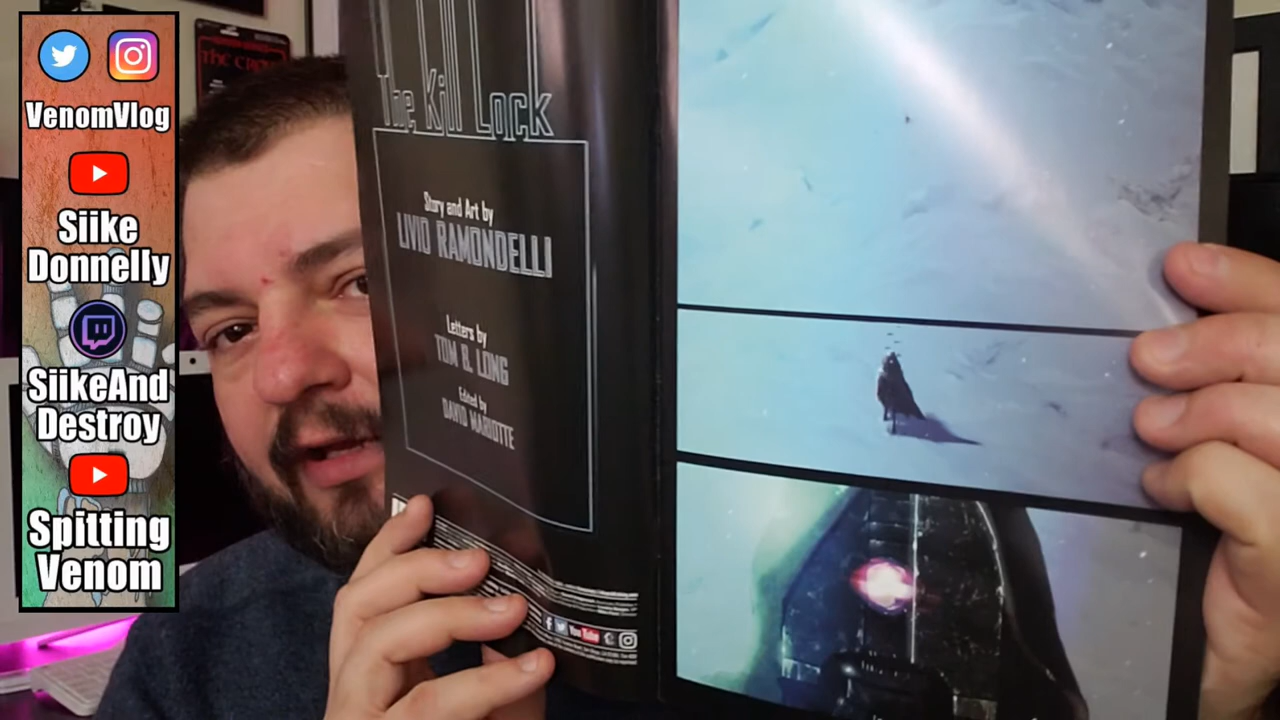 VenomVlog
Siike
Donnelly
SiikeAnd
Destroy
Spitting
Venom
The Kill Lock
Story and Art by
LIVIO RAMONDELLI
Letters by
TOM B. LONG
Edited by
DAVID MARIOTTE
YouTube
THE CROW